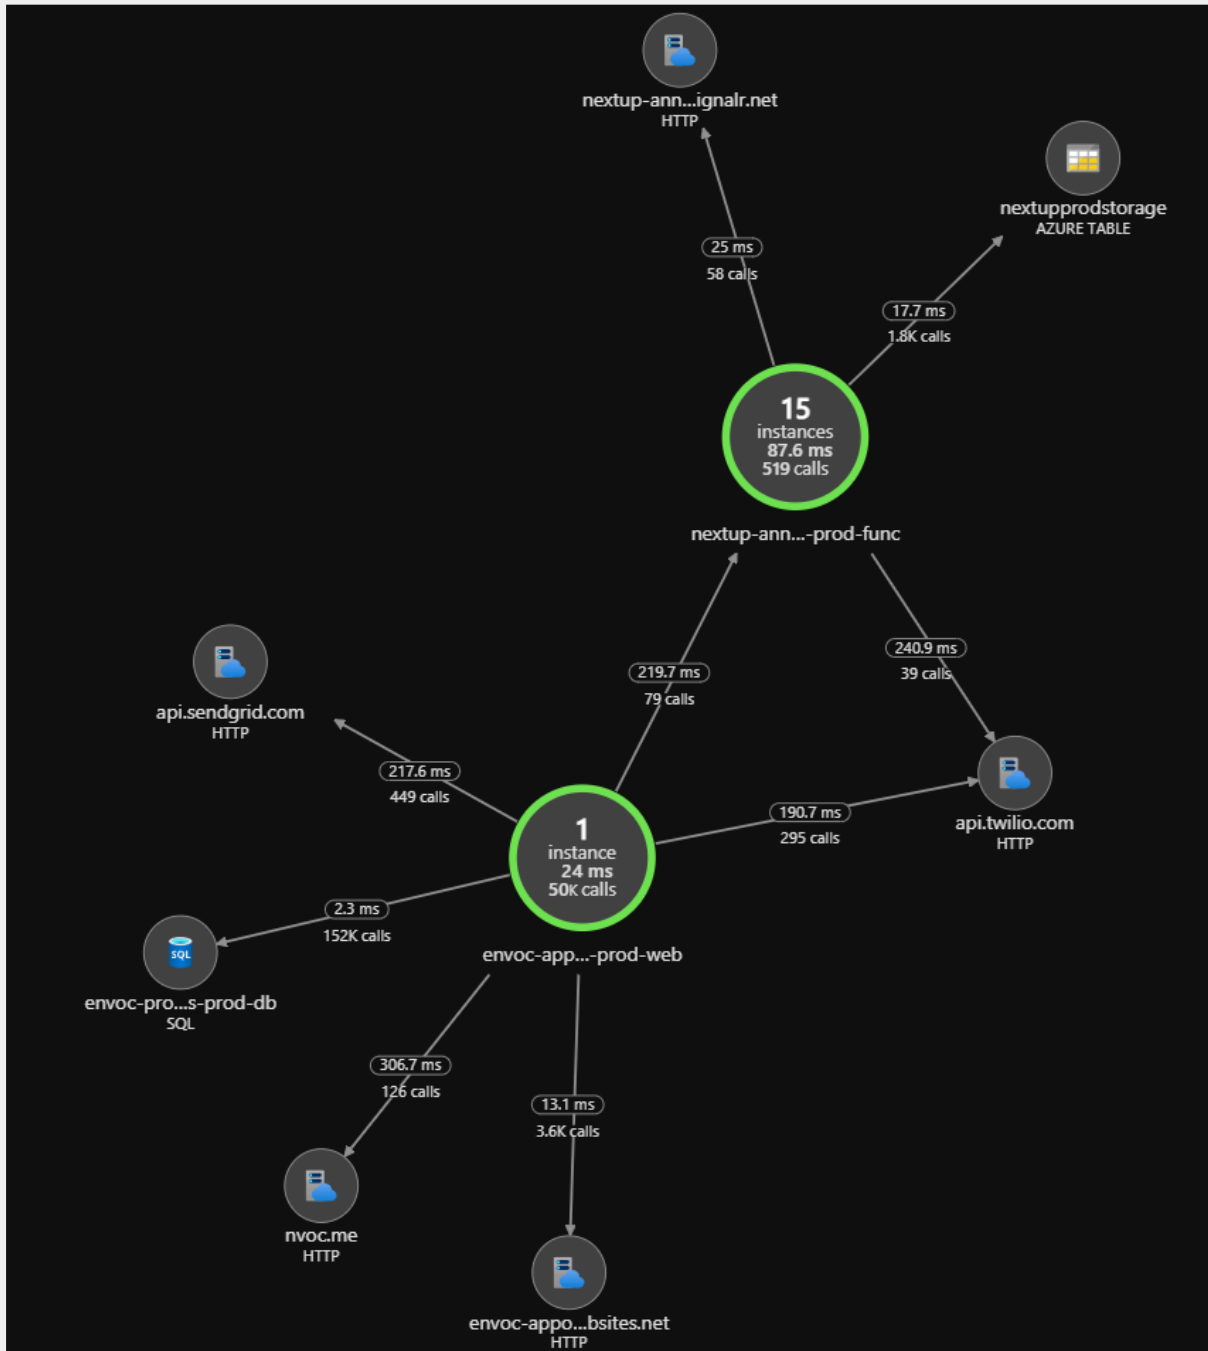 nextup-ann...ignalr.net
HTTP
nextupprodstorage
AZURE TABLE
25 ms
58 calls
17.7 ms
1.8K calls
15
instances
87.6 ms
519 calls
nextup-ann...-prod-func
240.9 ms
39 calls
219.7 ms
79 calls
api.sendgrid.com
HTTP
217.6 ms
449 calls
190.7 ms
295 calls
api.twilio.com
HTTP
1
instance
24 ms
50K calls
envoc-app...-prod-web
2.3 ms
152K calls
SQL
envoc-pro...s-prod-db
SQL
306.7 ms
126 calls
13.1 ms
3.6K calls
nvoc.me
HTTP
envoc-appo...bsites.net
HTTP